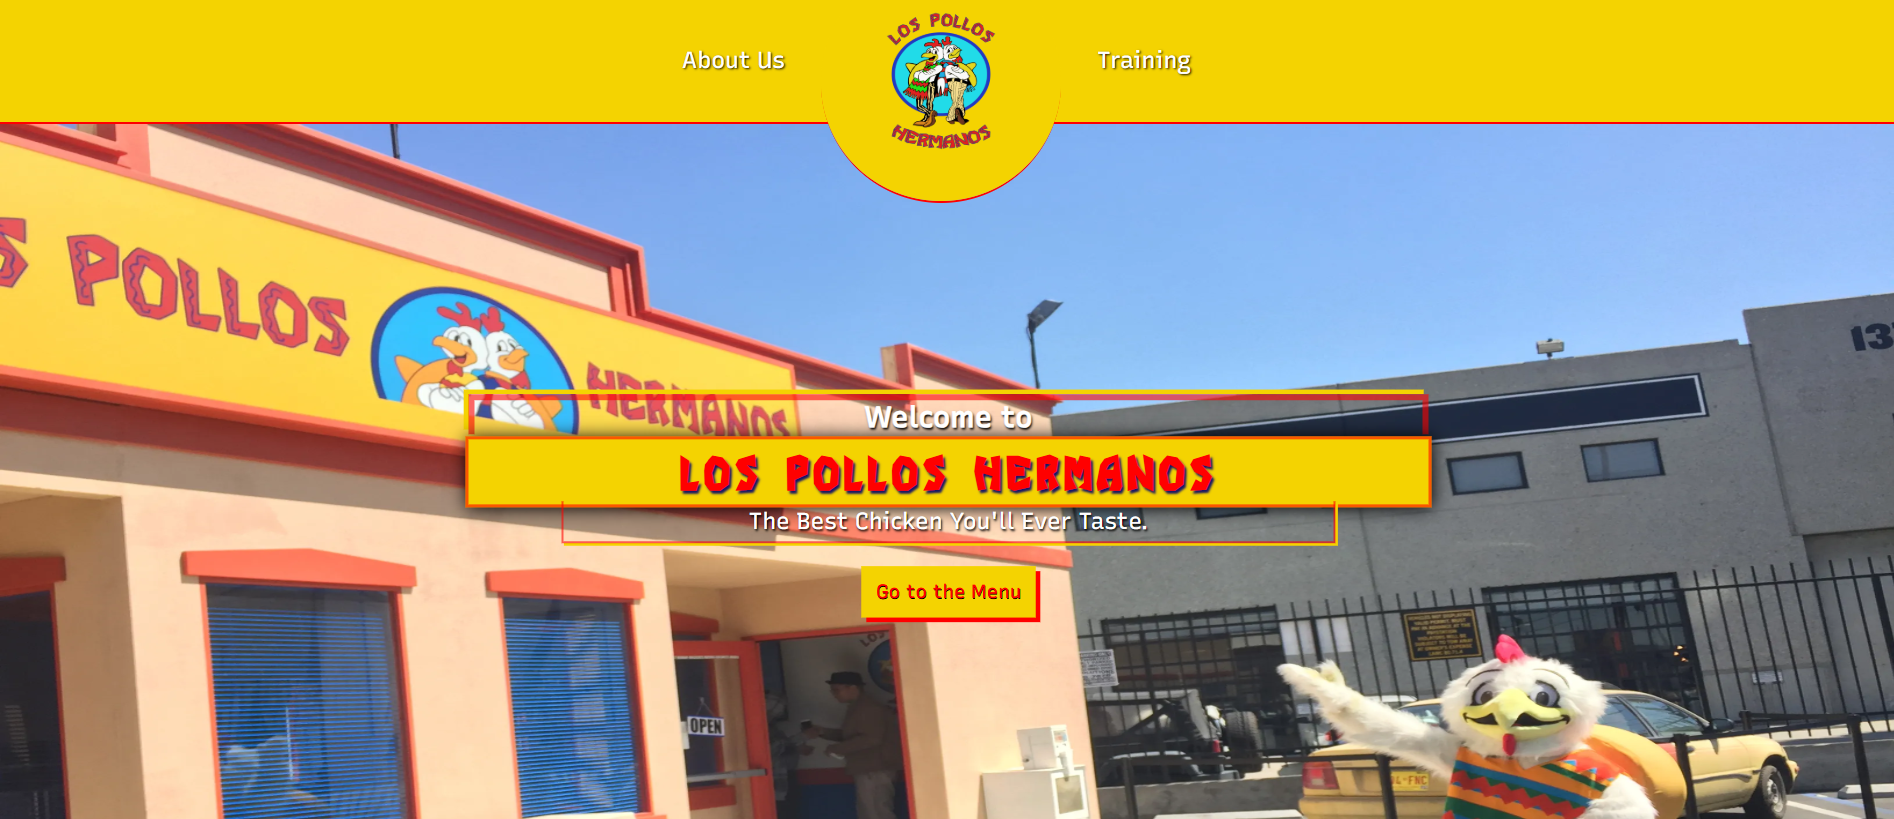 About Us
LOS POLLOS
HERMANOS
Training
S POLLOS
HERMANOS
13
Welcome to
LOS POLLOS HERMANOS
The Best Chicken You'll Ever Taste.
Go to the Menu
LOS
OPEN